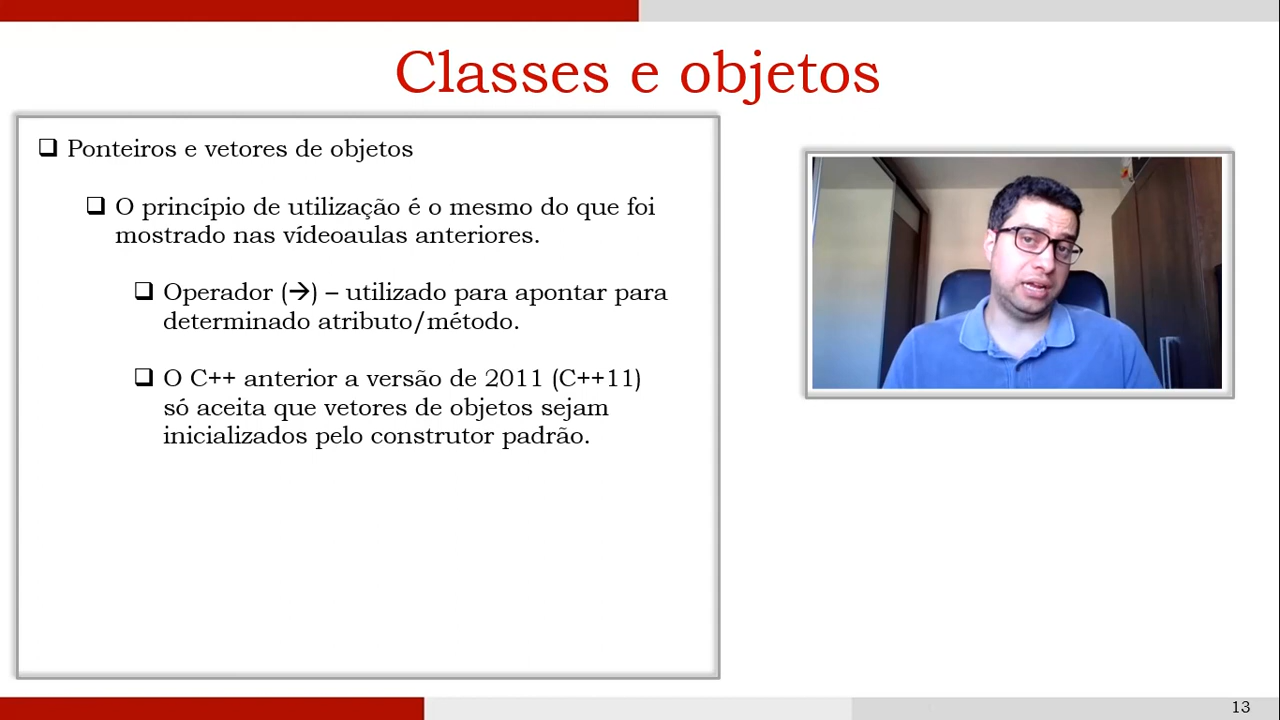 Classes e objetos
❑ Ponteiros e vetores de objetos
❑ O princípio de utilização é o mesmo do que foi
mostrado nas vídeoaulas anteriores.
❑ Operador (→) – utilizado para apontar para
determinado atributo/método.
❑ O C++ anterior a versão de 2011 (C++11)
só aceita que vetores de objetos sejam
inicializados pelo construtor padrão.
13